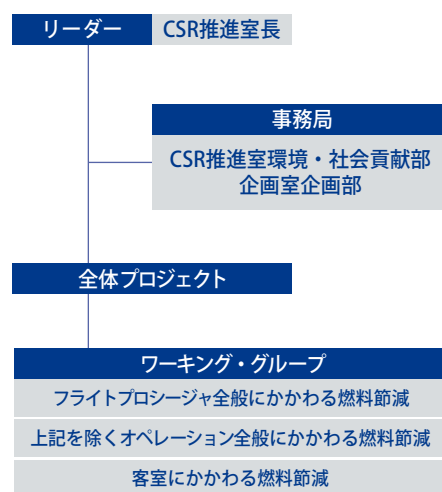 リーダー CSR推進室長
事務局
CSR推進室環境・社会貢献部
企画室企画部
全体プロジェクト
ワーキング・グループ
フライトプロシージャ全般にかかわる燃料節減
上記を除くオペレーション全般にかかわる燃料節減
客室にかかわる燃料節減